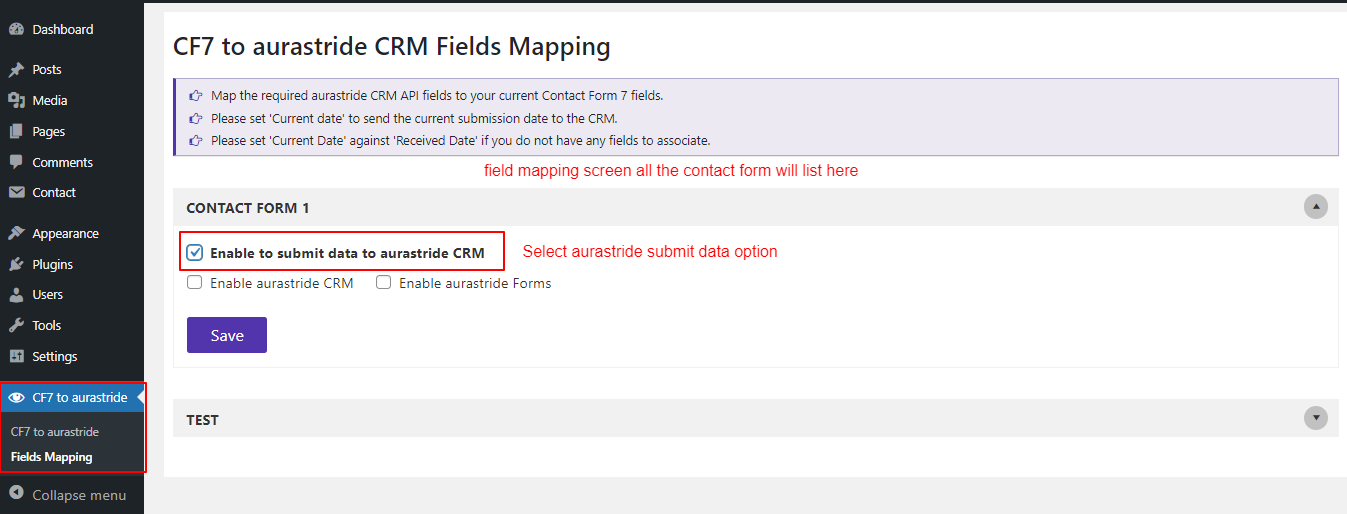 Dashboard
Posts
Media
Pages
Comments
Contact
Appearance
Plugins
Users
Tools
Settings
CF7 to aurastride
CF7 to aurastride
Fields Mapping
Collapse menu
CF7 to aurastride CRM Fields Mapping
Map the required aurastride CRM API fields to your current Contact Form 7 fields.
Please set 'Current date' to send the current submission date to the CRM.
Please set 'Current Date' against 'Received Date' if you do not have any fields to associate.
field mapping screen all the contact form will list here
CONTACT FORM 1
Enable to submit data to aurastride CRM
Select aurastride submit data option
Enable aurastride CRM Enable aurastride Forms
Save
TEST